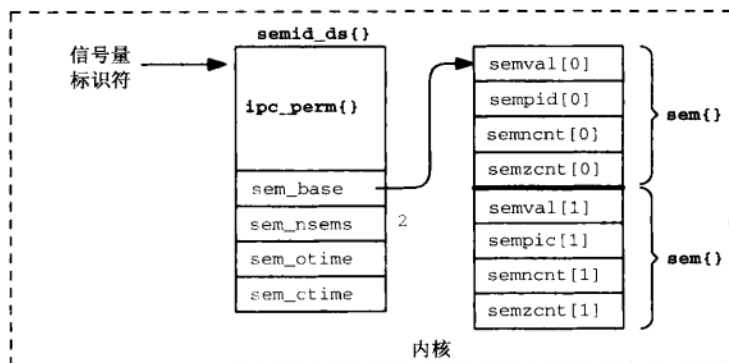 semid_ds{}
信号量
标识符
ipc_perm{}
sem_base
sem_nsems
2
sem_otime
sem_ctime
semval[0]
sempid[0]
semncnt[0]
semzcnt[0]
sem{}
semval[1]
sempic[1]
semncnt[1]
semzcnt[1]
sem{}
内核